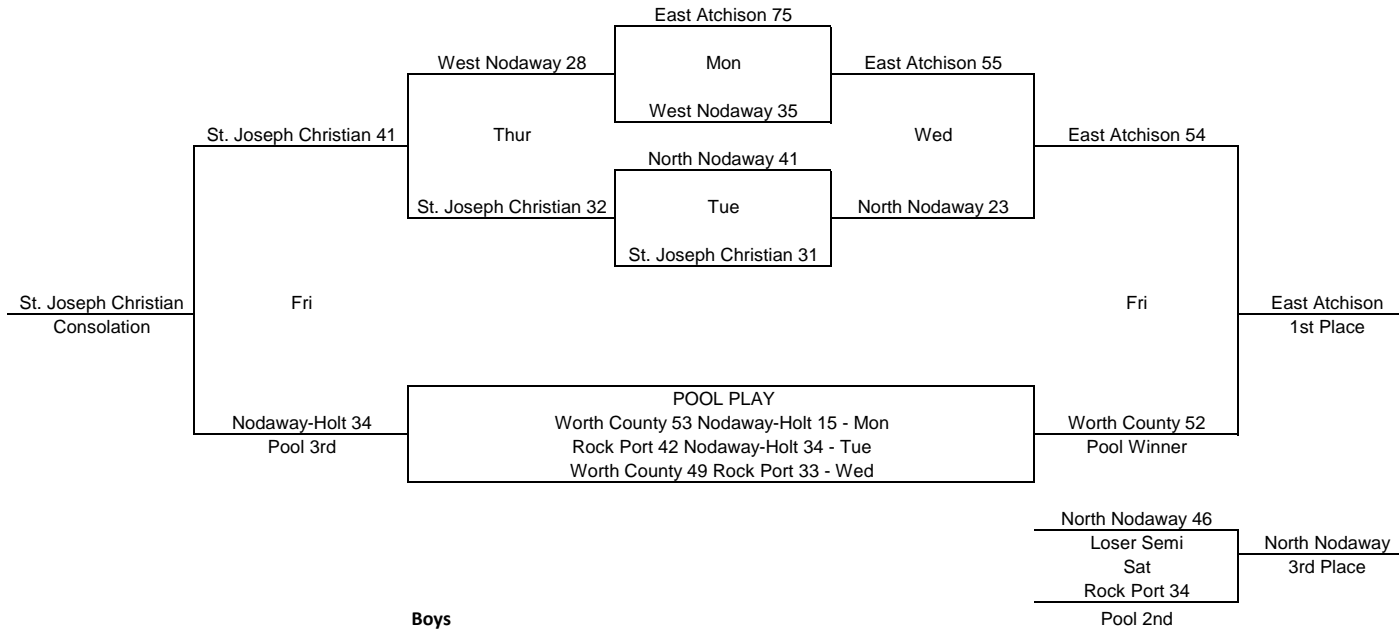 East Atchison 75
West Nodaway 28 Mon East Atchison 55
West Nodaway 35
St. Joseph Christian 41 Thur Wed East Atchison 54
North Nodaway 41
St. Joseph Christian 32 Tue North Nodaway 23
St. Joseph Christian 31
St. Joseph Christian Fri Fri East Atchison
Consolation 1st Place
POOL PLAY
Nodaway-Holt 34 Worth County 53 Nodaway-Holt 15 - Mon Worth County 52
Pool 3rd Rock Port 42 Nodaway-Holt 34 - Tue Pool Winner
Worth County 49 Rock Port 33 - Wed
North Nodaway 46
Loser Semi North Nodaway
Sat 3rd Place
Rock Port 34
Boys Pool 2nd